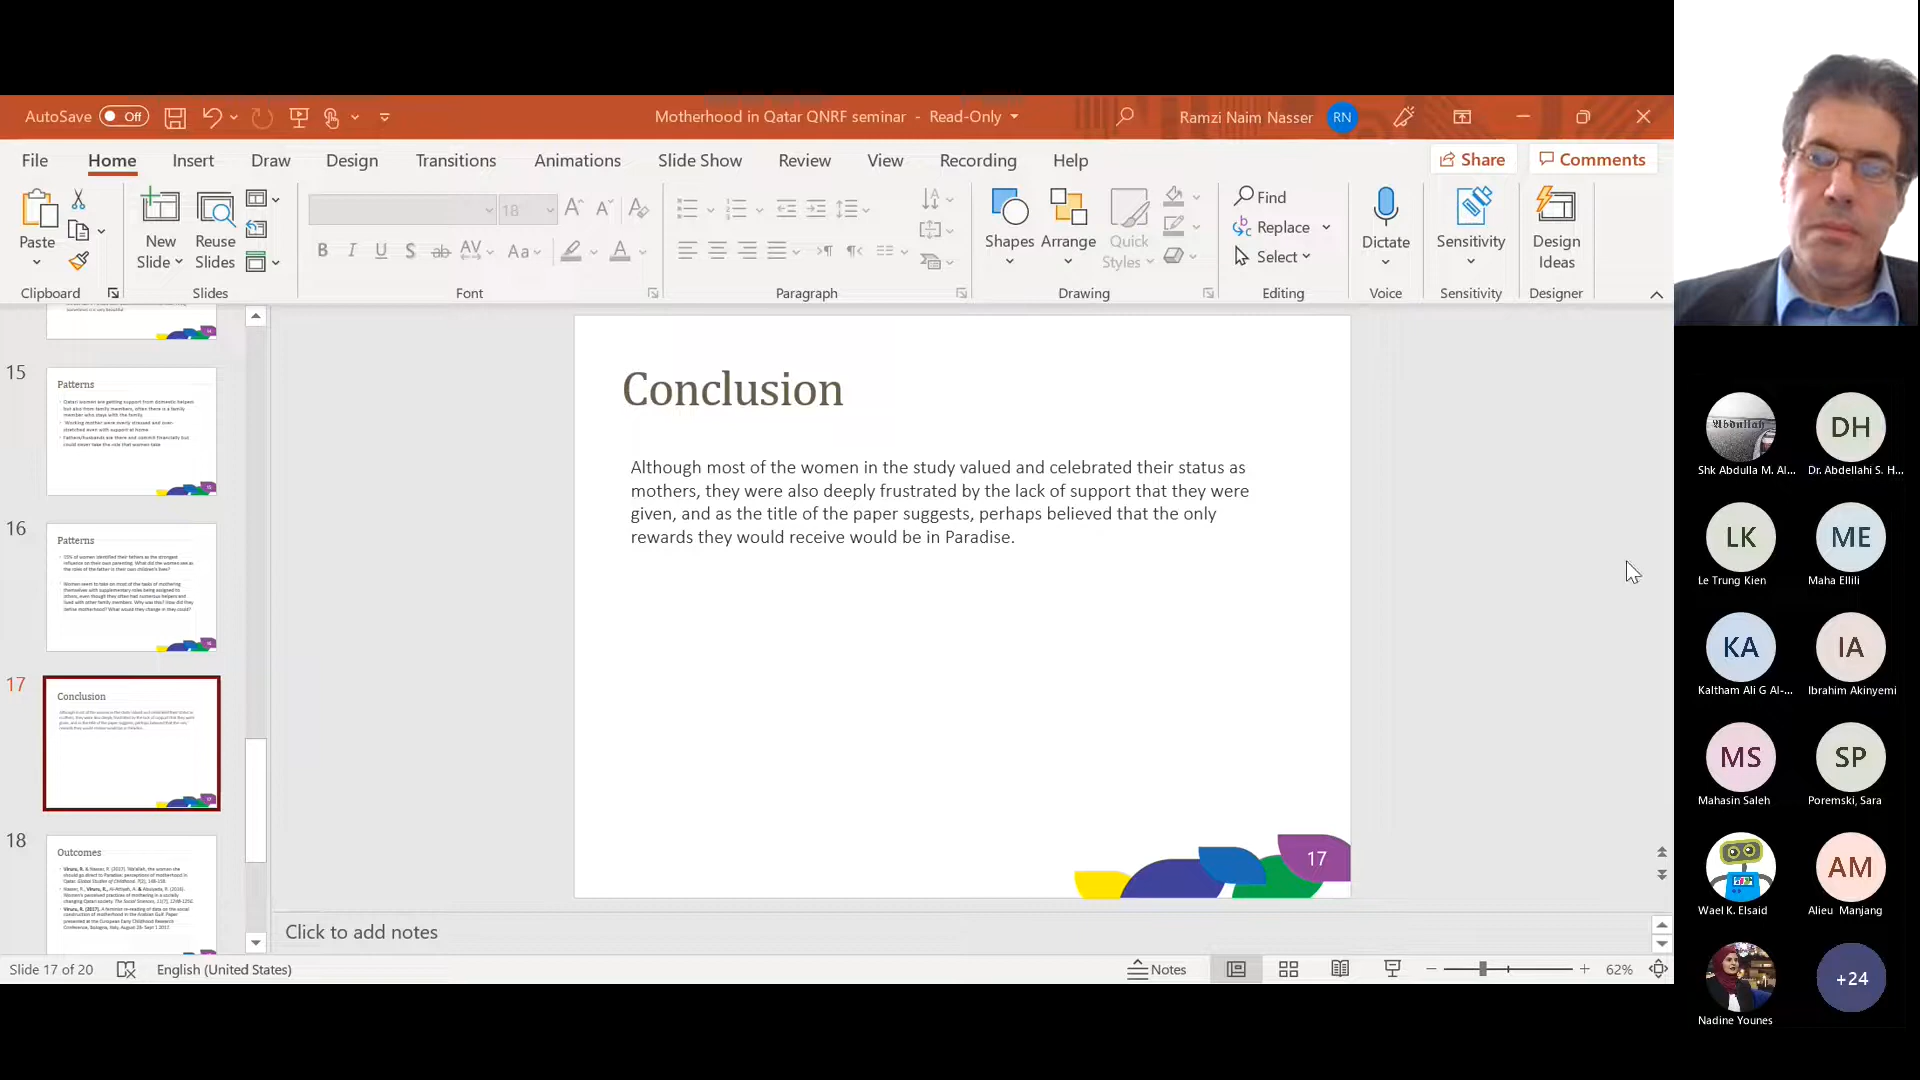 AutoSave Off
Motherhood in Qatar QNRF seminar - Read-Only
Ramzi Naim Nasser RN
File Home Insert Draw Design Transitions Animations Slide Show Review View Recording Help
Share Comments
Paste
New Slide
Reuse Slides
18
Shapes
Arrange
Quick Styles
Find
Replace
Select
Dictate
Sensitivity
Design Ideas
Clipboard Slides Font Paragraph Drawing Editing Voice Sensitivity Designer
15
Patterns
16
Patterns
17
Conclusion
18
Outcomes
Conclusion
Although most of the women in the study valued and celebrated their status as
mothers, they were also deeply frustrated by the lack of support that they were
given, and as the title of the paper suggests, perhaps believed that the only
rewards they would receive would be in Paradise.
17
Click to add notes
Slide 17 of 20 English (United States) Notes 62%
Abdullah
Shk Abdulla M. Al...
DH
Dr. Abdellahi S. H...
LK
Le Trung Kien
ME
Maha Ellili
KA
Kaltham Ali G Al-...
IA
Ibrahim Akinyemi
MS
Mahasin Saleh
SP
Poremski, Sara
Wael K. Elsaid
AM
Alieu Manjang
Nadine Younes
+24